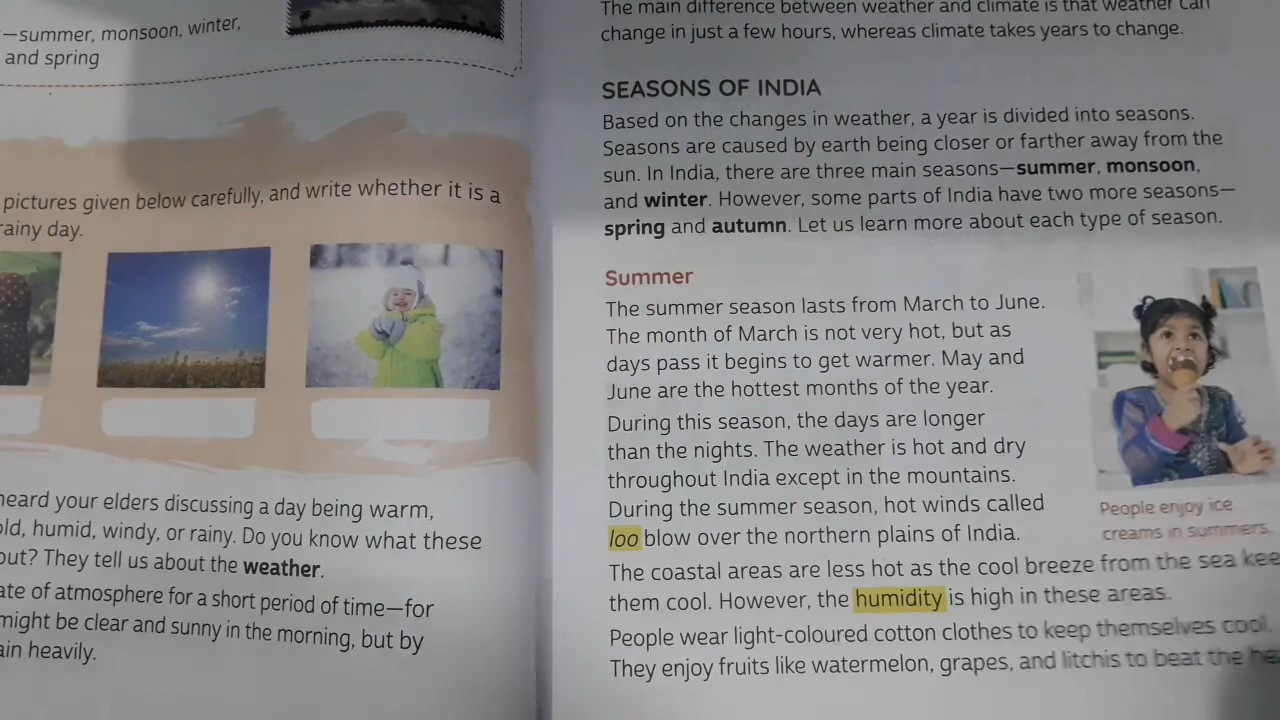 —summer, monsoon, winter,
and spring
pictures given below carefully, and write whether it is a
rainy day.
heard your elders discussing a day being warm,
old, humid, windy, or rainy. Do you know what these
out? They tell us about the weather.
ate of atmosphere for a short period of time—for
might be clear and sunny in the morning, but by
ain heavily.
The main difference between weather and climate is that weather can
change in just a few hours, whereas climate takes years to change.
SEASONS OF INDIA
Based on the changes in weather, a year is divided into seasons.
Seasons are caused by earth being closer or farther away from the
sun. In India, there are three main seasons—summer, monsoon,
and winter. However, some parts of India have two more seasons—
spring and autumn. Let us learn more about each type of season.
Summer
The summer season lasts from March to June.
The month of March is not very hot, but as
days pass it begins to get warmer. May and
June are the hottest months of the year.
During this season, the days are longer
than the nights. The weather is hot and dry
throughout India except in the mountains.
During the summer season, hot winds called
loo blow over the northern plains of India.
People enjoy ice
creams in summers.
The coastal areas are less hot as the cool breeze from the sea kee
them cool. However, the humidity is high in these areas.
People wear light-coloured cotton clothes to keep themselves cool.
They enjoy fruits like watermelon, grapes, and litchis to beat the he